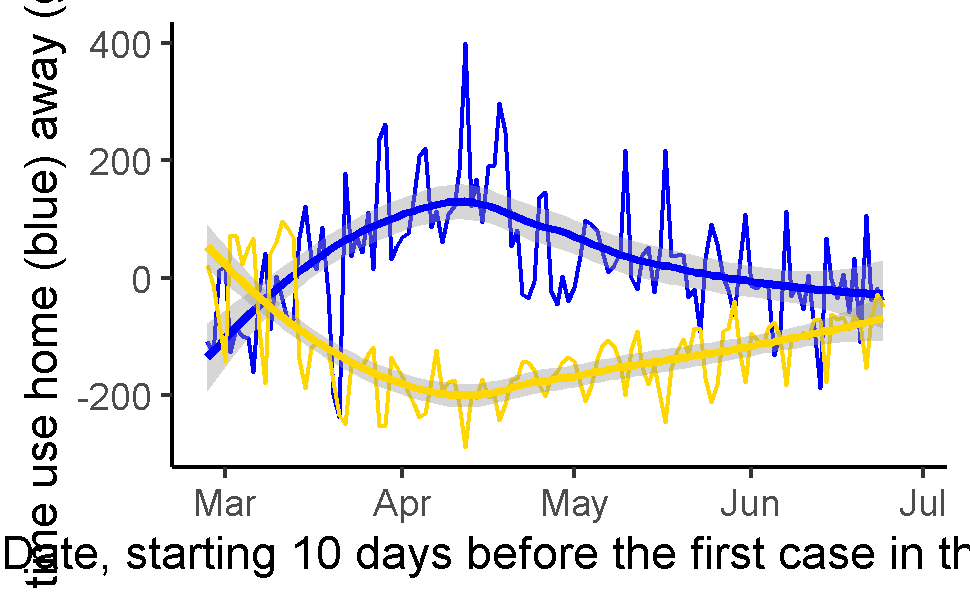 time use home (blue) away (
400
200
0
-200
Mar Apr May Jun Jul
Date, starting 10 days before the first case in th